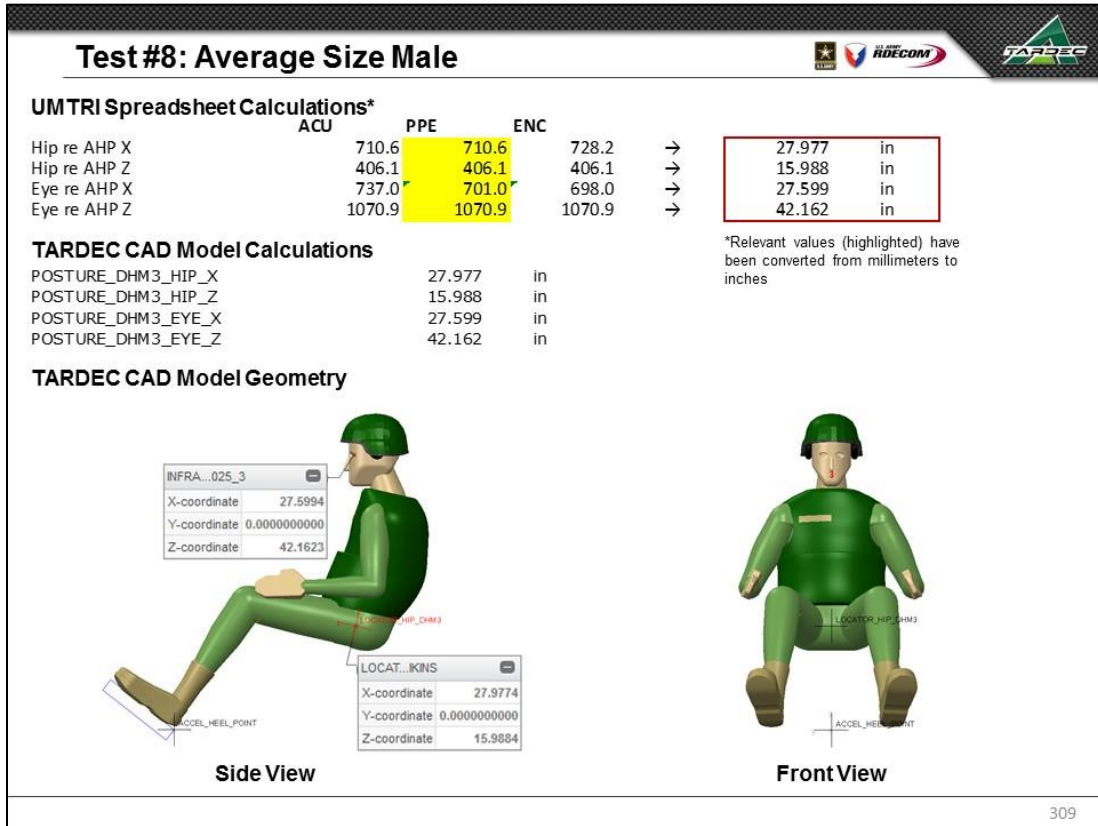 Test #8: Average Size Male
U.S. ARMY
U.S. ARMY RDECOM
TARDEC
UMTRI Spreadsheet Calculations*
ACU PPE ENC
Hip re AHP X 710.6 710.6 728.2 → 27.977 in
Hip re AHP Z 406.1 406.1 406.1 → 15.988 in
Eye re AHP X 737.0 701.0 698.0 → 27.599 in
Eye re AHP Z 1070.9 1070.9 1070.9 → 42.162 in
*Relevant values (highlighted) have
been converted from millimeters to
inches
TARDEC CAD Model Calculations
POSTURE_DHM3_HIP_X 27.977 in
POSTURE_DHM3_HIP_Z 15.988 in
POSTURE_DHM3_EYE_X 27.599 in
POSTURE_DHM3_EYE_Z 42.162 in
TARDEC CAD Model Geometry
INFRA...025_3
X-coordinate 27.5994
Y-coordinate 0.0000000000
Z-coordinate 42.1623
3
LOCATOR_HIP_DHM3
LOCATOR_HIP_DHM3
LOCAT...IKINS
X-coordinate 27.9774
Y-coordinate 0.0000000000
Z-coordinate 15.9884
ACCEL_HEEL_POINT
ACCEL_HEEL_POINT
Side View
Front View
309